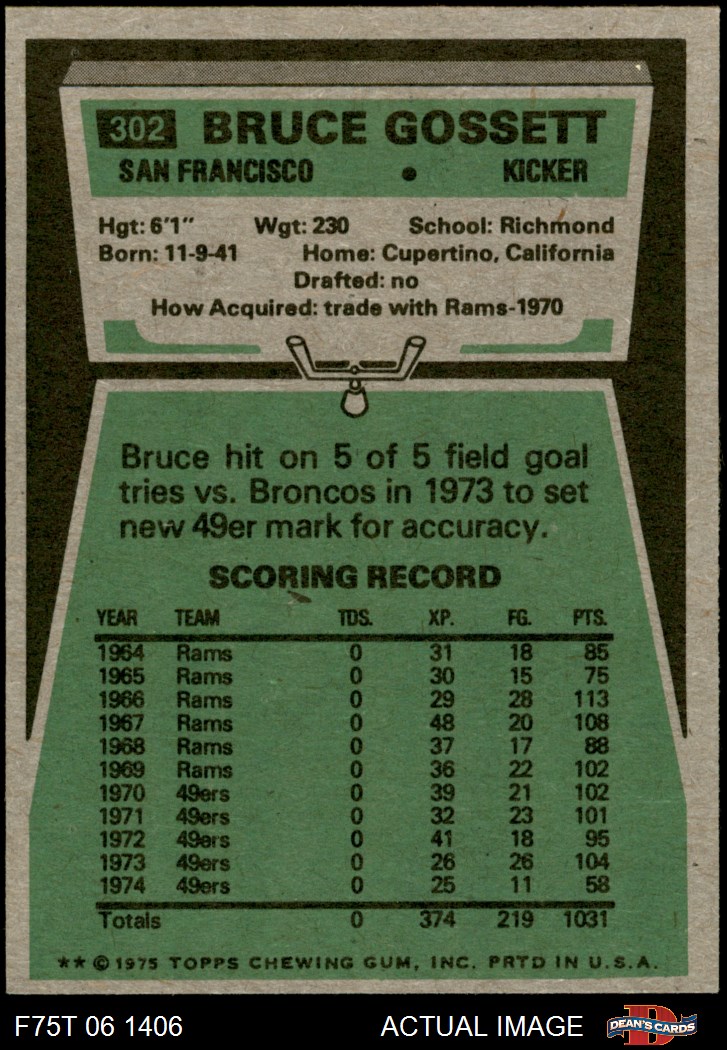 302 BRUCE GOSSETT
SAN FRANCISCO • KICKER
Hgt: 6'1" Wgt: 230 School: Richmond
Born: 11-9-41 Home: Cupertino, California
Drafted: no
How Acquired: trade with Rams-1970
Bruce hit on 5 of 5 field goal
tries vs. Broncos in 1973 to set
new 49er mark for accuracy.
SCORING RECORD
YEAR TEAM TDS. XP. FG. PTS.
1964 Rams 0 31 18 85
1965 Rams 0 30 15 75
1966 Rams 0 29 28 113
1967 Rams 0 48 20 108
1968 Rams 0 37 17 88
1969 Rams 0 36 22 102
1970 49ers 0 39 21 102
1971 49ers 0 32 23 101
1972 49ers 0 41 18 95
1973 49ers 0 26 26 104
1974 49ers 0 25 11 58
Totals 0 374 219 1031
** © 1975 TOPPS CHEWING GUM, INC. PRTD IN U.S.A.
F75T 06 1406 ACTUAL IMAGE D DEAN'S CARDS